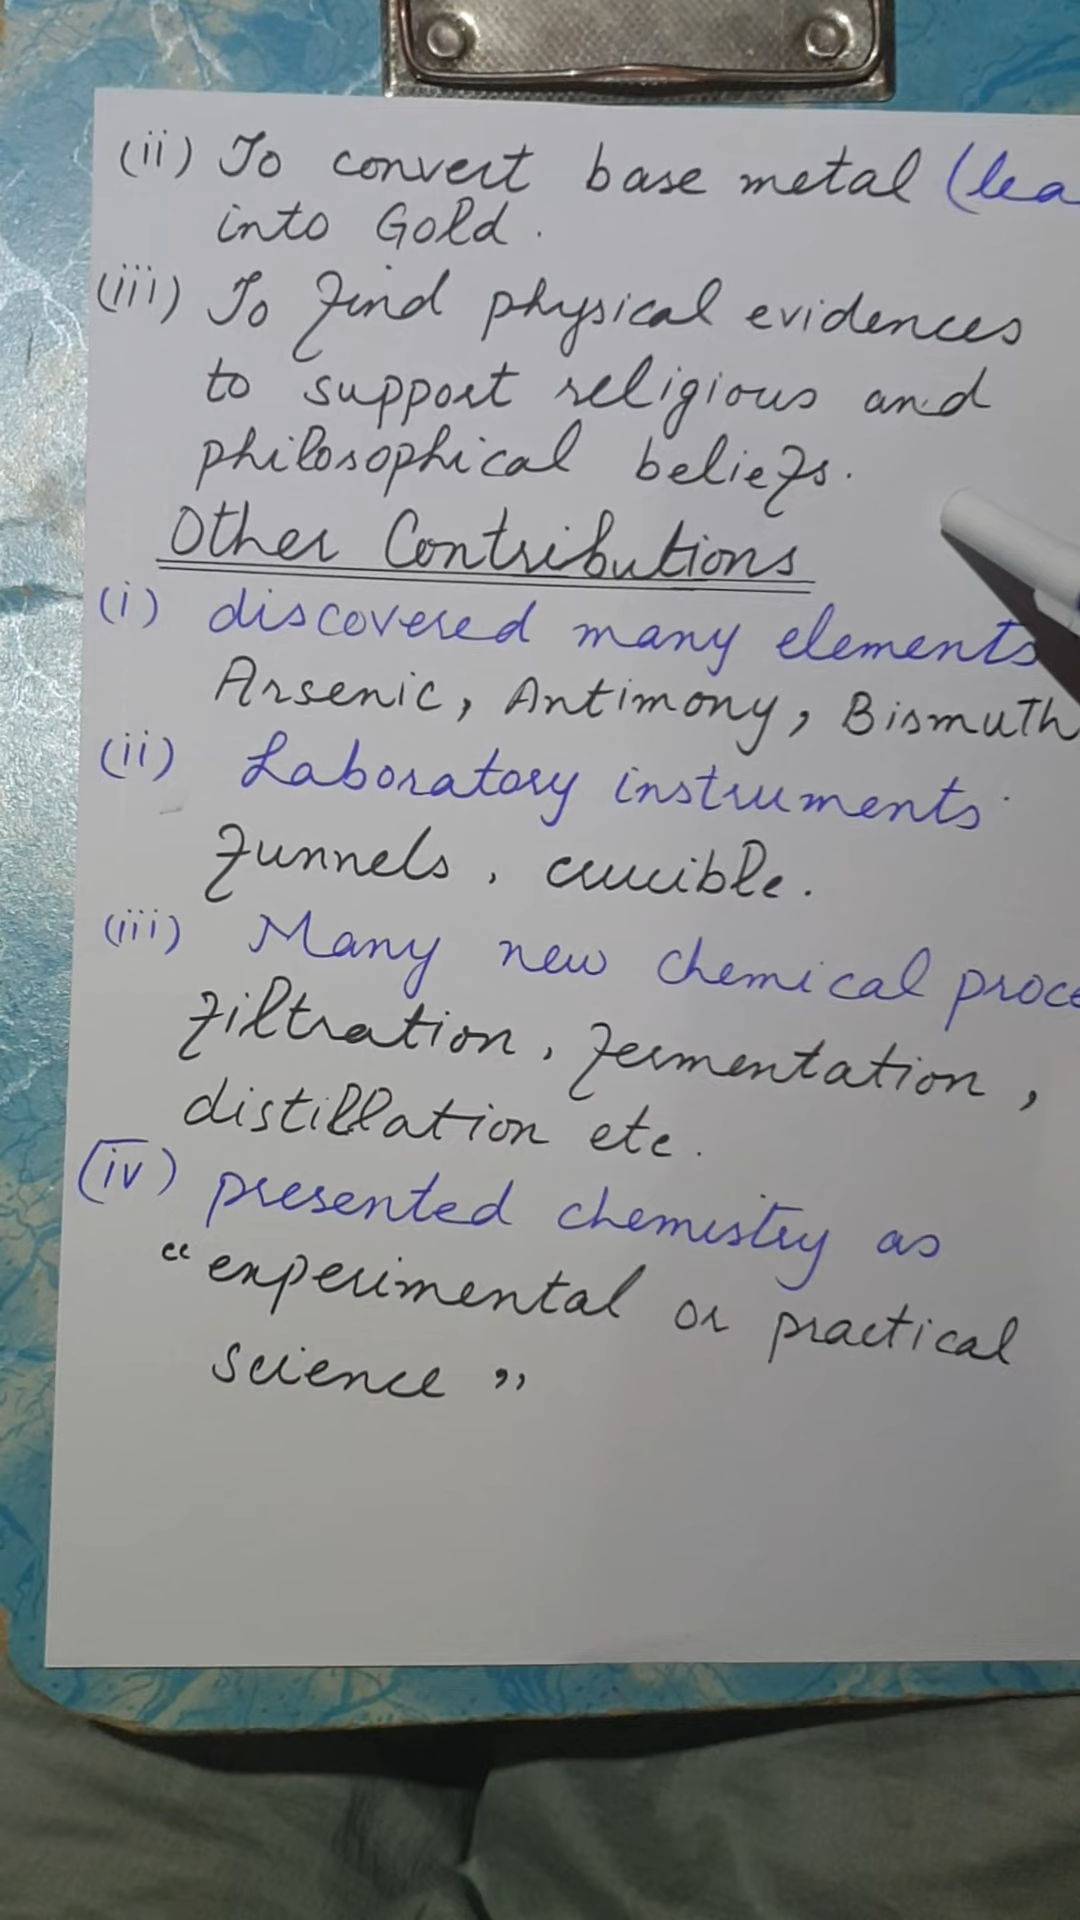 (ii) To convert base metal (lea
into Gold.
(iii) To find physical evidences
to support religious and
philosophical beliefs.
Other Contributions
(i) discovered many elements
Arsenic, Antimony, Bismuth
(ii) Laboratory instruments
funnels, crucible.
(iii) Many new chemical proce
filtration, fermentation,
distillation etc.
(iv) presented chemistry as
“experimental or practical
science”